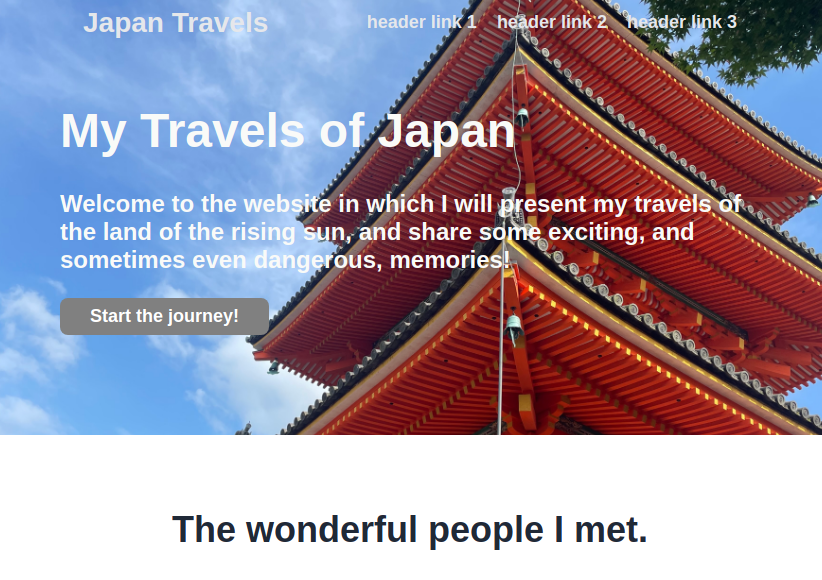 Japan Travels
header link 1 header link 2 header link 3
My Travels of Japan
Welcome to the website in which I will present my travels of
the land of the rising sun, and share some exciting, and
sometimes even dangerous, memories!
Start the journey!
The wonderful people I met.